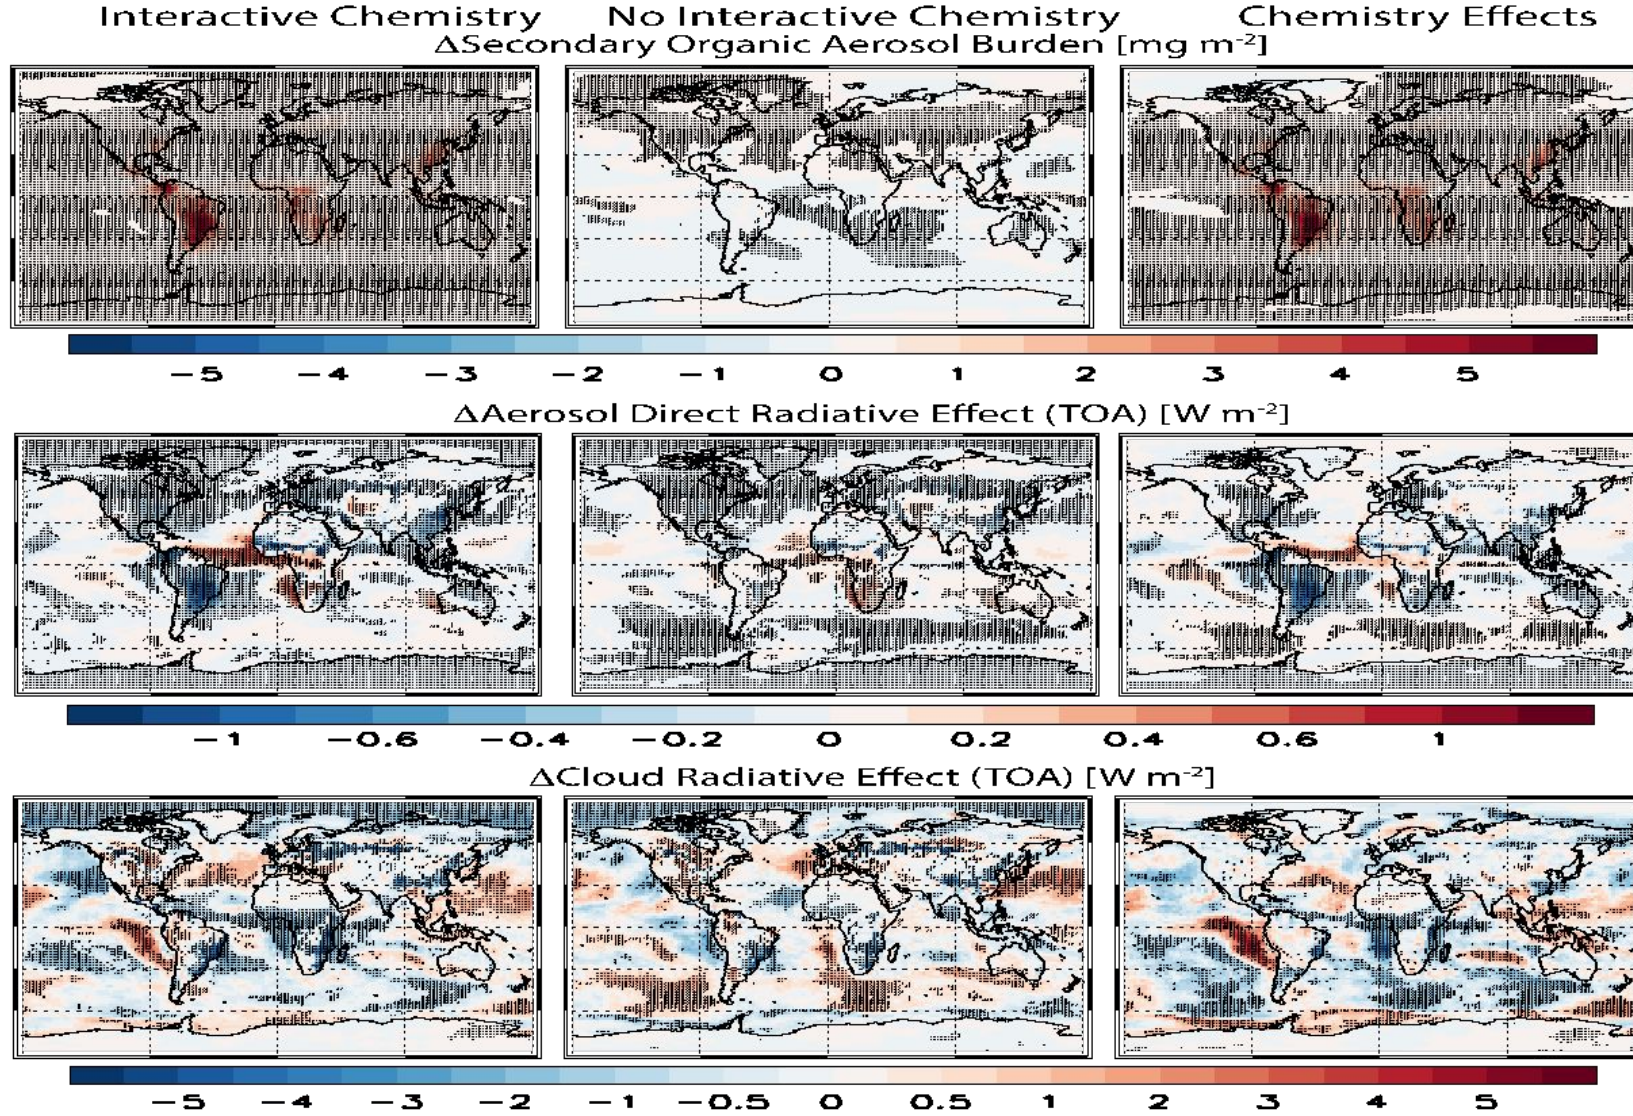 Interactive Chemistry No Interactive Chemistry Chemistry Effects
ΔSecondary Organic Aerosol Burden [mg m⁻²]
−5 −4 −3 −2 −1 0 1 2 3 4 5
ΔAerosol Direct Radiative Effect (TOA) [W m⁻²]
−1 −0.6 −0.4 −0.2 0 0.2 0.4 0.6 1
ΔCloud Radiative Effect (TOA) [W m⁻²]
−5 −4 −3 −2 −1 −0.5 0 0.5 1 2 3 4 5